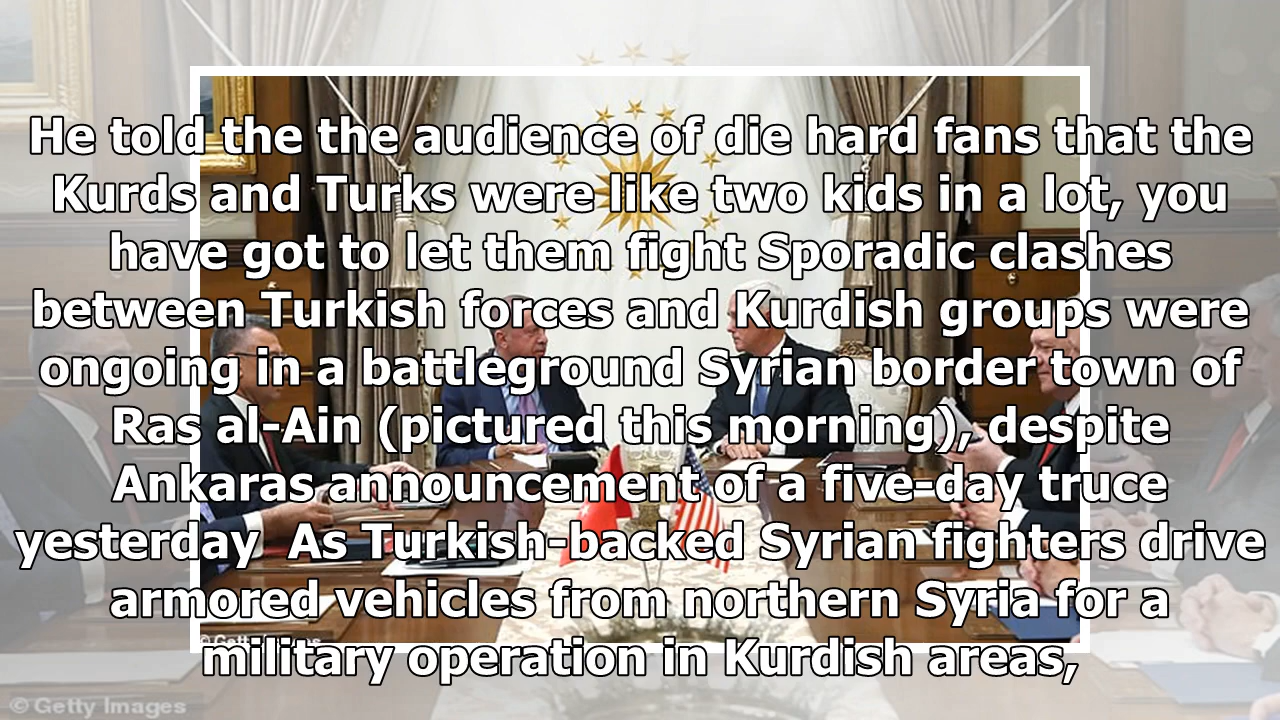 He told the the audience of die hard fans that the
Kurds and Turks were like two kids in a lot, you
have got to let them fight Sporadic clashes
between Turkish forces and Kurdish groups were
ongoing in a battleground Syrian border town of
Ras al-Ain (pictured this morning), despite
Ankaras announcement of a five-day truce
yesterday  As Turkish-backed Syrian fighters drive
armored vehicles from northern Syria for a
© Getty Images
military operation in Kurdish areas,
© Getty Images